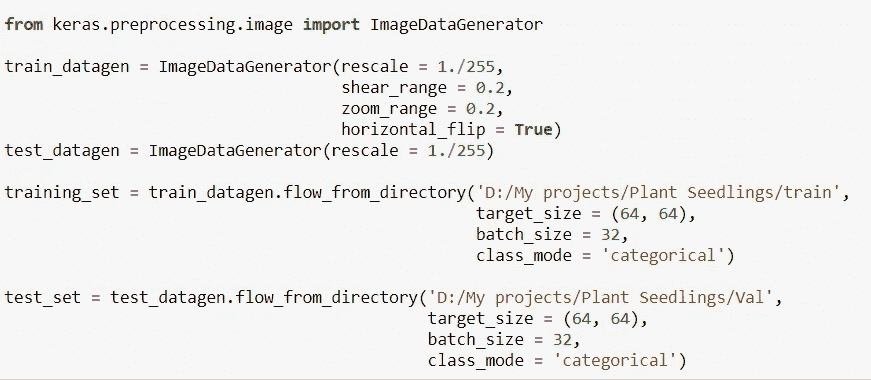 from keras.preprocessing.image import ImageDataGenerator
train_datagen = ImageDataGenerator(rescale = 1./255,
shear_range = 0.2,
zoom_range = 0.2,
horizontal_flip = True)
test_datagen = ImageDataGenerator(rescale = 1./255)
training_set = train_datagen.flow_from_directory('D:/My projects/Plant Seedlings/train',
target_size = (64, 64),
batch_size = 32,
class_mode = 'categorical')
test_set = test_datagen.flow_from_directory('D:/My projects/Plant Seedlings/Val',
target_size = (64, 64),
batch_size = 32,
class_mode = 'categorical')